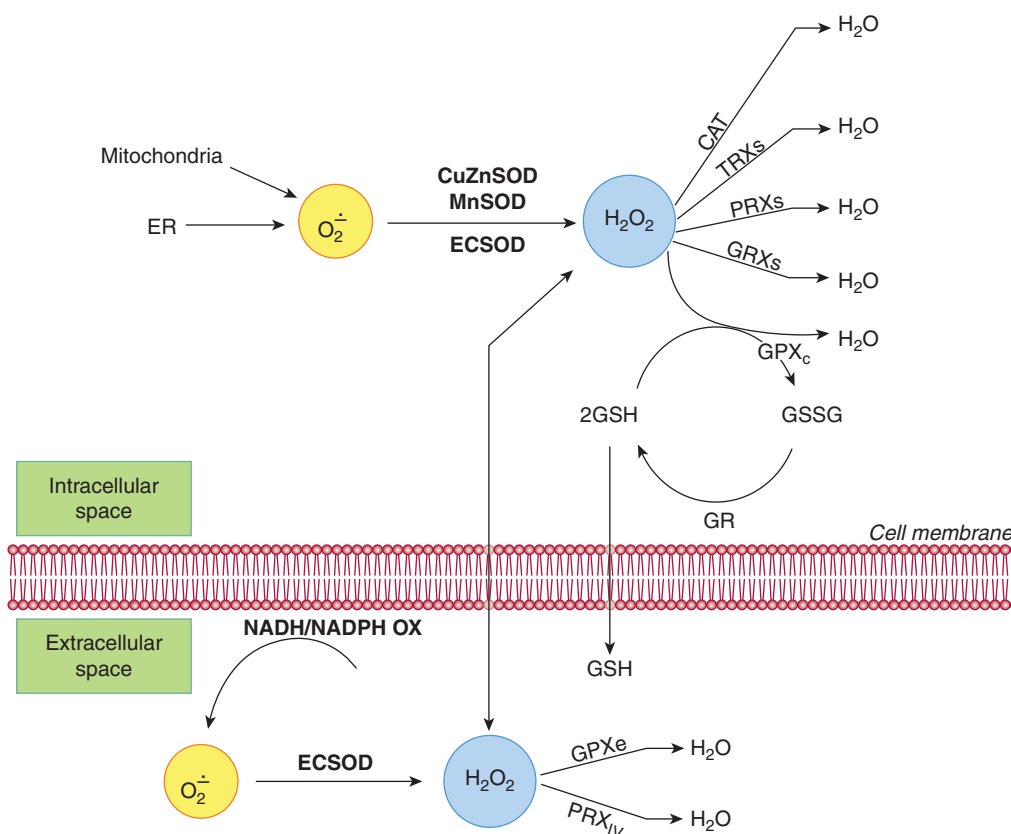 H₂O
CAT
TRXs
H₂O
Mitochondria
CuZnSOD
MnSOD
PRXs
H₂O
ER
O₂∸
H₂O₂
ECSOD
GRXs
H₂O
H₂O
GPXc
2GSH
GSSG
Intracellular
space
GR
Cell membrane
NADH/NADPH OX
Extracellular
space
GSH
GPXe
H₂O
ECSOD
O₂∸
H₂O₂
PRXIV
H₂O